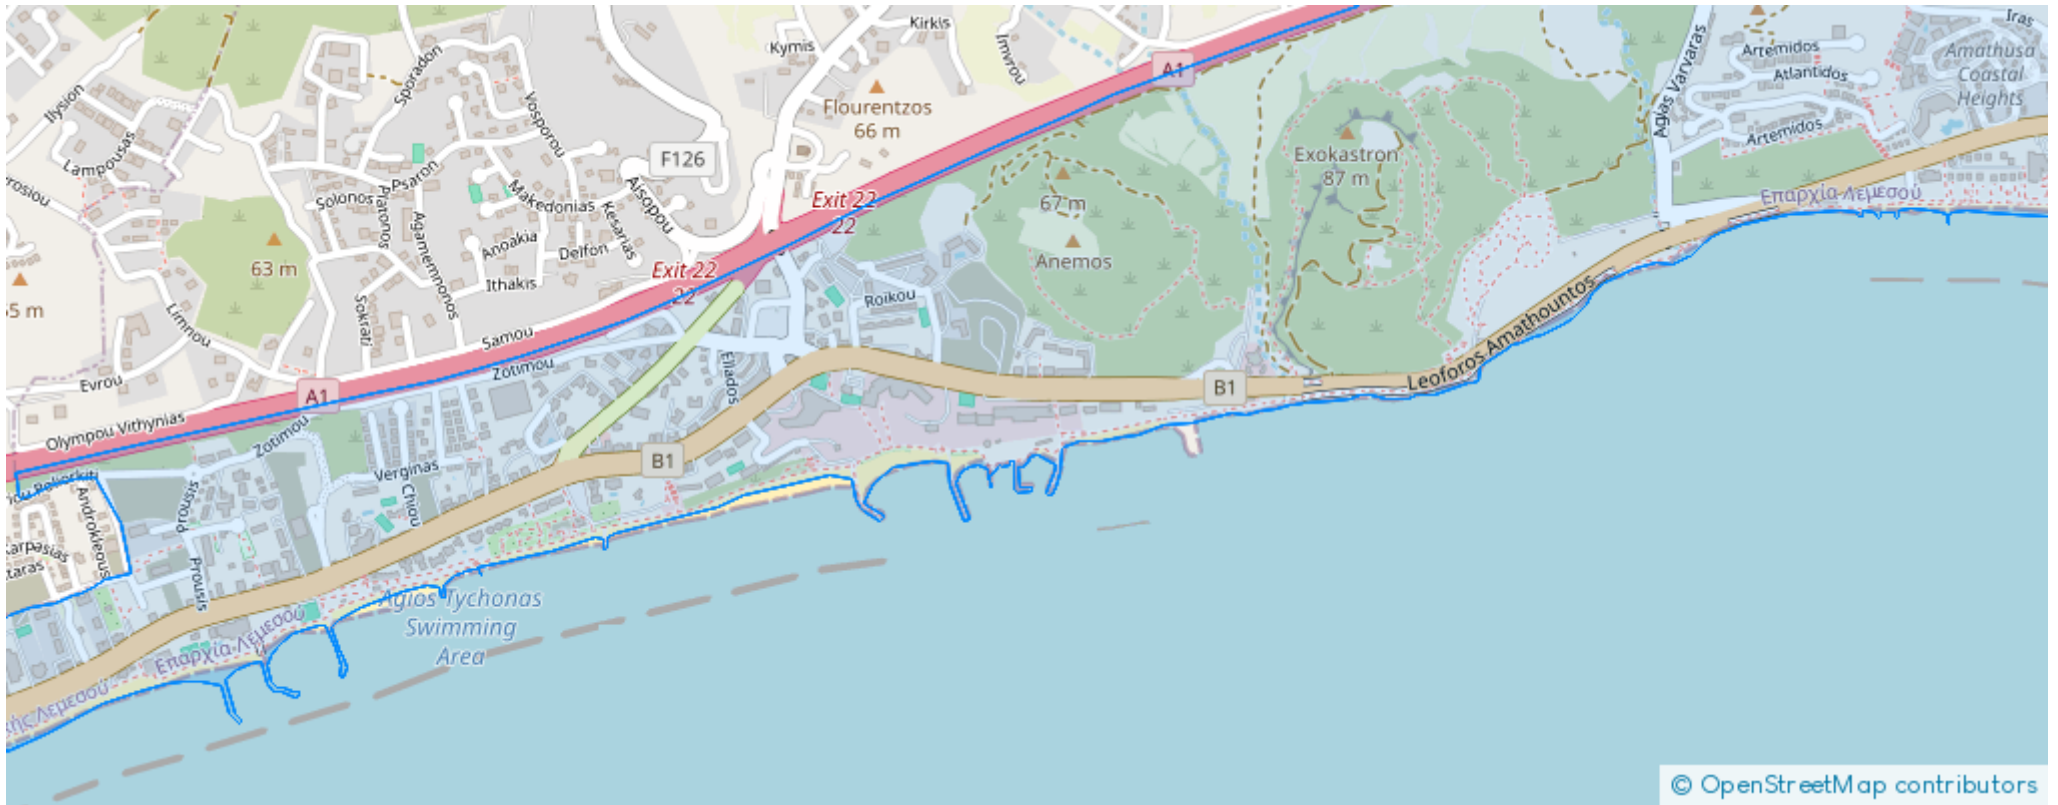 Kirkis
Kymis
Imvrou
A1
Iras
Artemidos
Atlantidos
Amathusa
Coastal
Heights
Agias Varvaras
Artemidos
Ilysion
Sporadon
Vosporou
Flourentzos
66 m
Lampousas
F126
Exokastron
87 m
Psaron
Solonos
Platonos
Makedonias
Aisopou
Kesarias
Exit 22
22
67 m
Επαρχία Λεμεσού
Agamemnonos
Anoakia
Delfon
Anemos
63 m
Exit 22
22
Ithakis
Roikou
Limnou
Sokrati
Samou
Leoforos Amathountos
Zotimou
Eliados
Evrou
A1
B1
Olympou Vithynias
Zotimou
B1
Verginas
Chiou
Prousis
Androkleous
Prousis
Agios Tychonas
Swimming
Area
Επαρχία Λεμεσού
Λεμεσού
© OpenStreetMap contributors